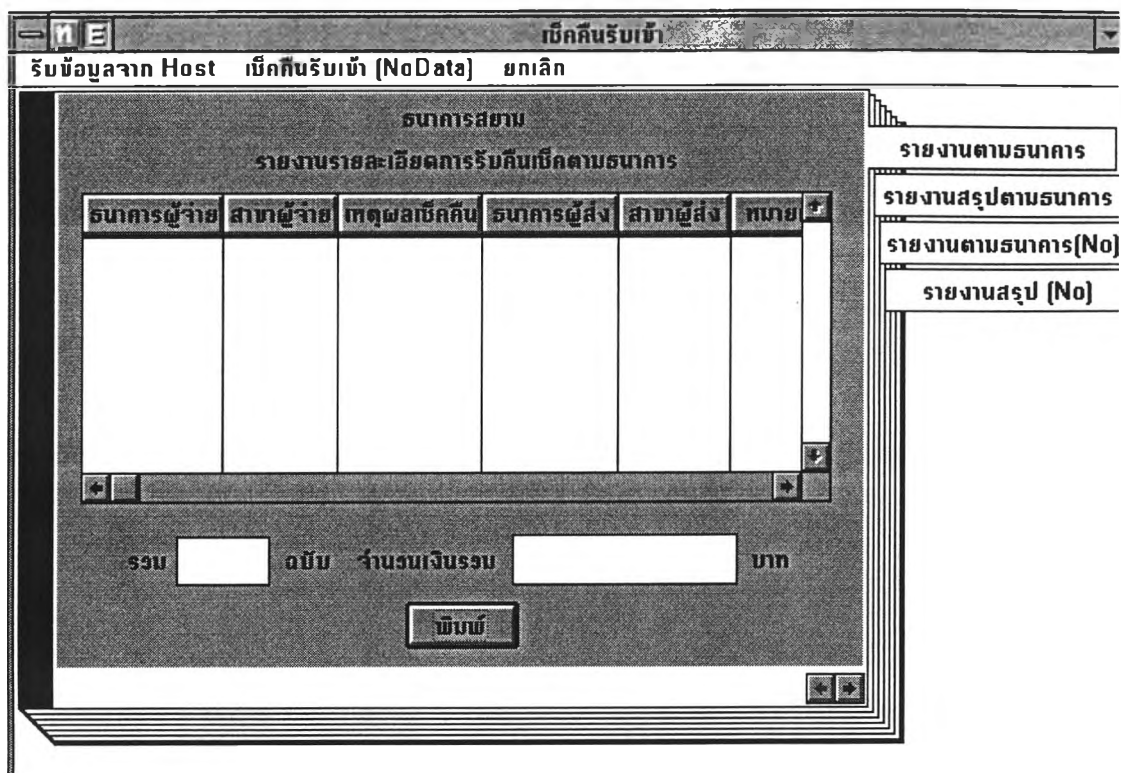 ท E เช็คคืนรับเข้า
รับข้อมูลจาก Host เช็คคืนรับเข้า (NoData) ยกเลิก
ธนาคารสยาม
รายงานรายละเอียดการรับคืนเช็คตามธนาคาร
ธนาคารผู้จ่าย สาขาผู้จ่าย เหตุผลเช็คคืน ธนาคารผู้ส่ง สาขาผู้ส่ง หมาย
รวม ฉบับ จำนวนเงินรวม บาท
พิมพ์
รายงานตามธนาคาร
รายงานสรุปตามธนาคาร
รายงานตามธนาคาร(No)
รายงานสรุป (No)